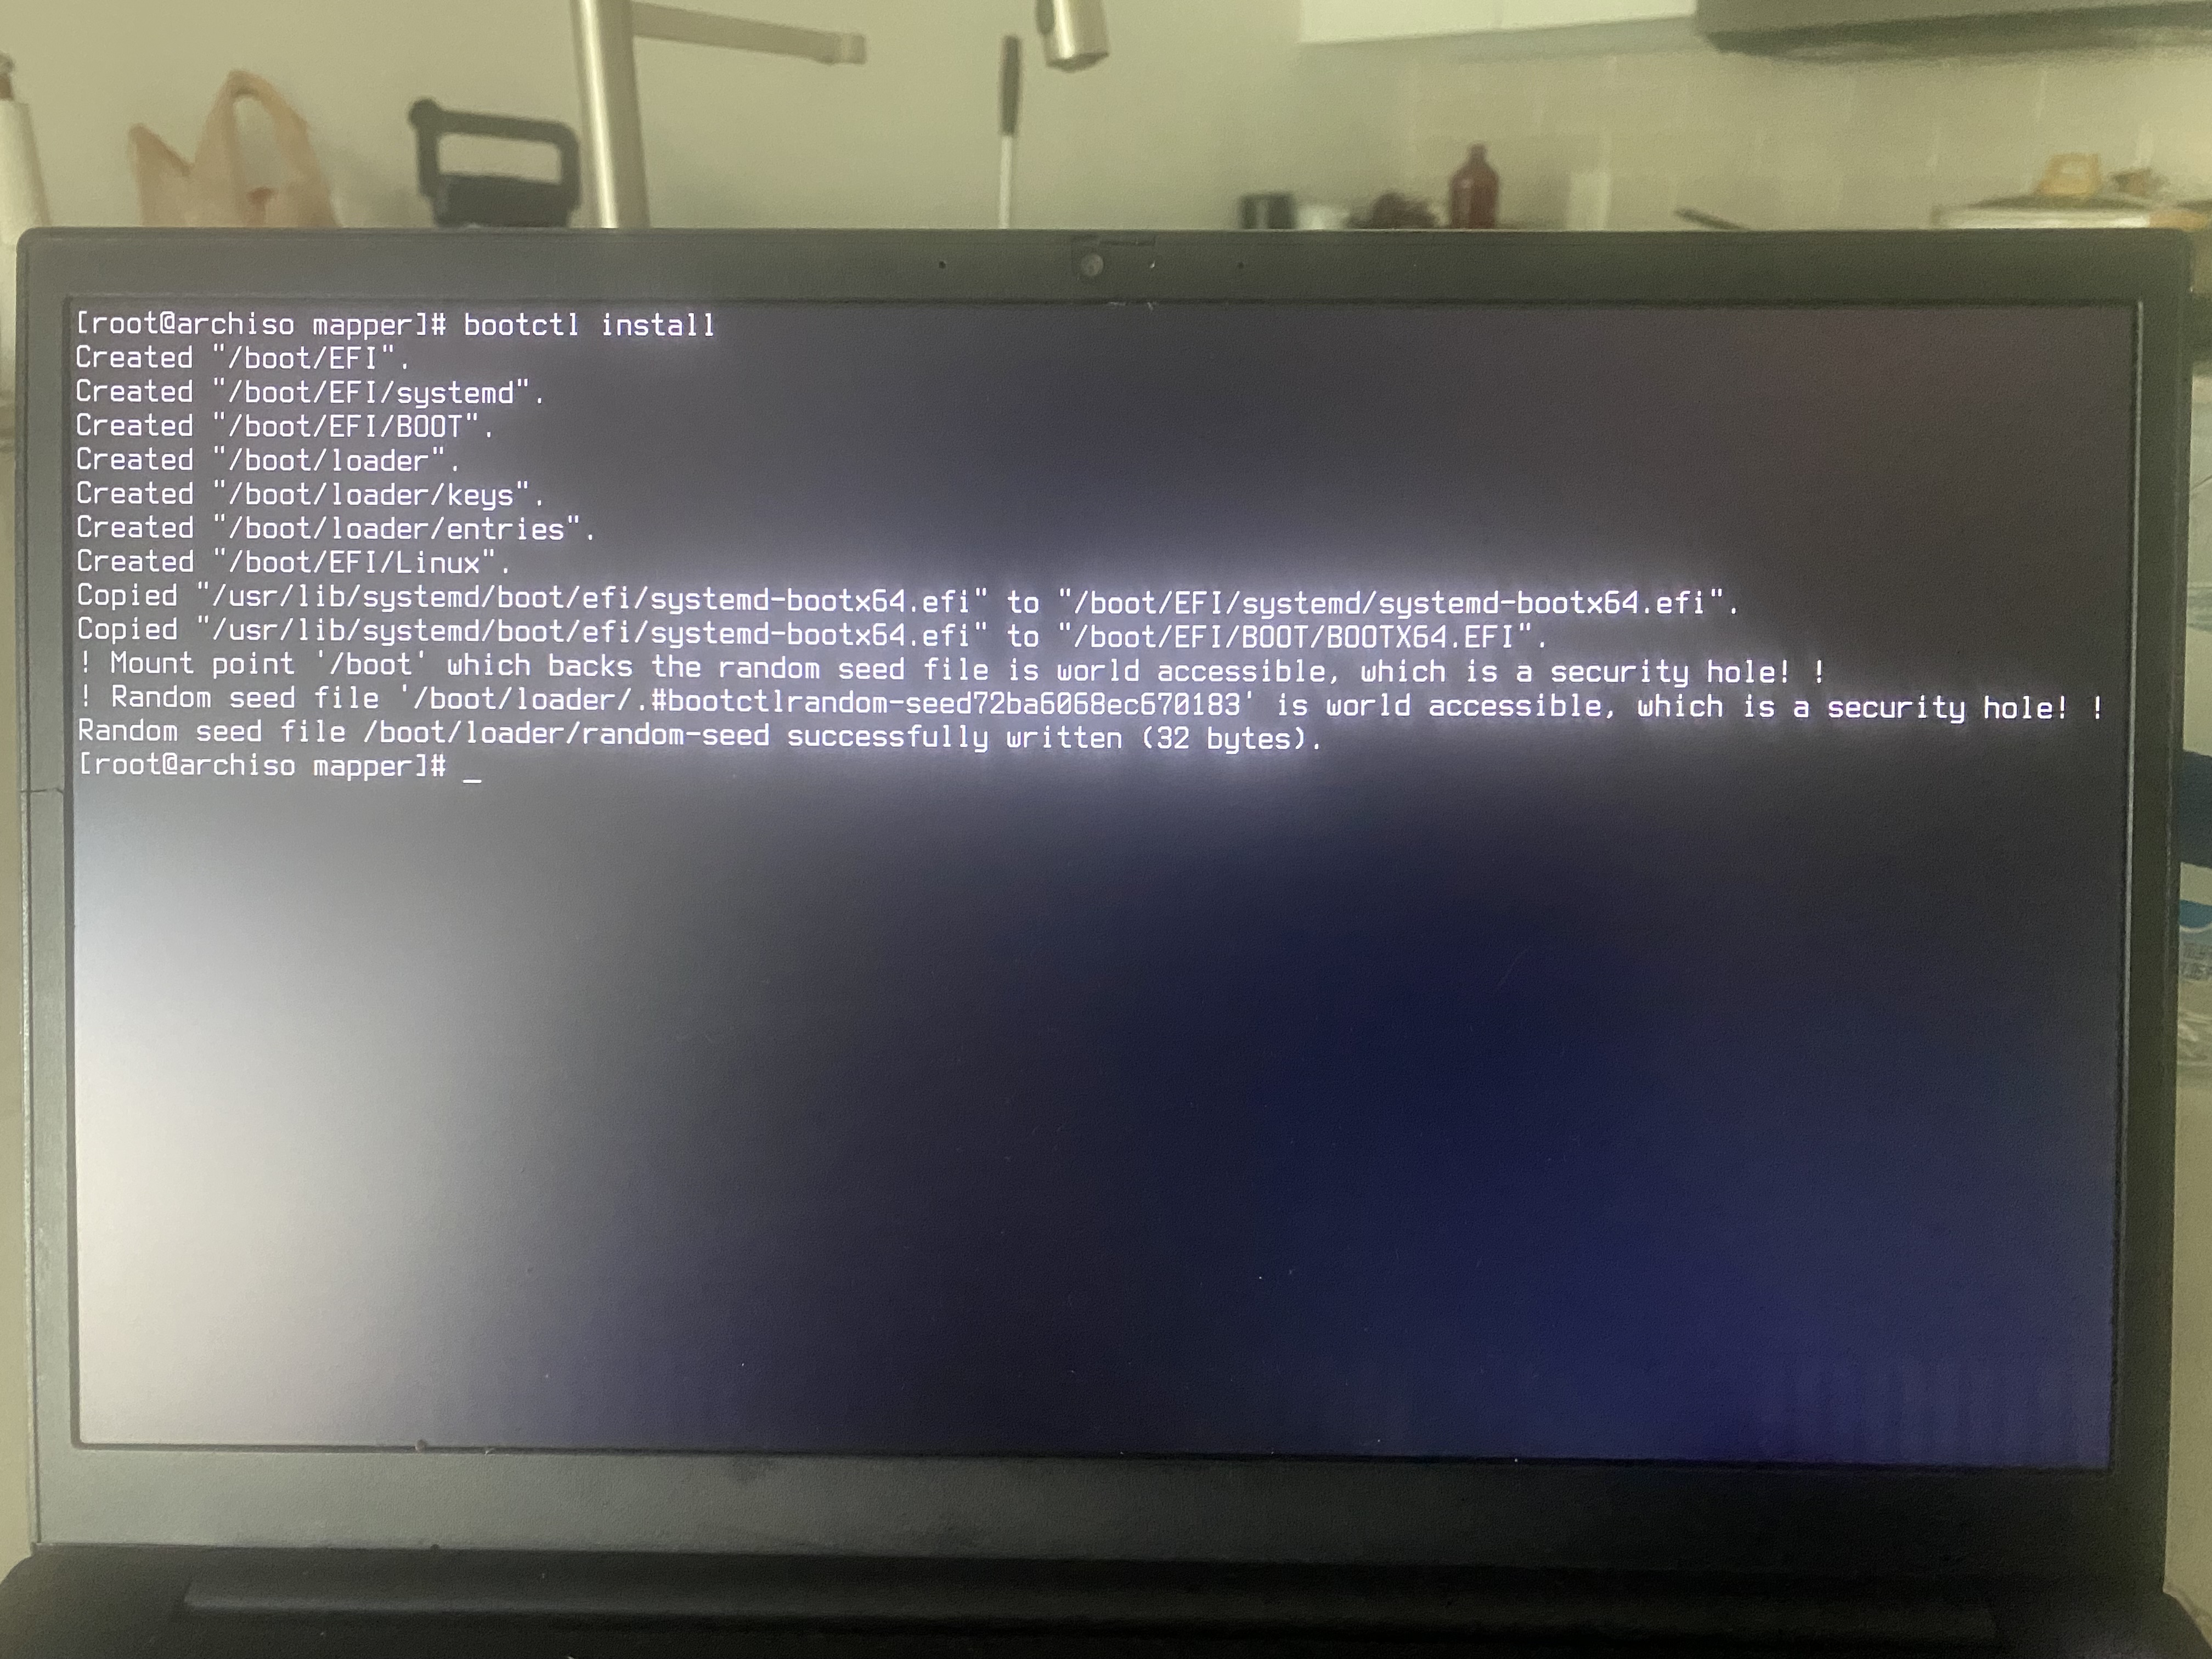 [root@archiso mapper]# bootctl install
Created "/boot/EFI".
Created "/boot/EFI/systemd".
Created "/boot/EFI/BOOT".
Created "/boot/loader".
Created "/boot/loader/keys".
Created "/boot/loader/entries".
Created "/boot/EFI/Linux".
Copied "/usr/lib/systemd/boot/efi/systemd-bootx64.efi" to "/boot/EFI/systemd/systemd-bootx64.efi".
Copied "/usr/lib/systemd/boot/efi/systemd-bootx64.efi" to "/boot/EFI/BOOT/BOOTX64.EFI".
! Mount point '/boot' which backs the random seed file is world accessible, which is a security hole! !
! Random seed file '/boot/loader/.#bootctlrandom-seed72ba6068ec670183' is world accessible, which is a security hole! !
Random seed file /boot/loader/random-seed successfully written (32 bytes).
[root@archiso mapper]# _